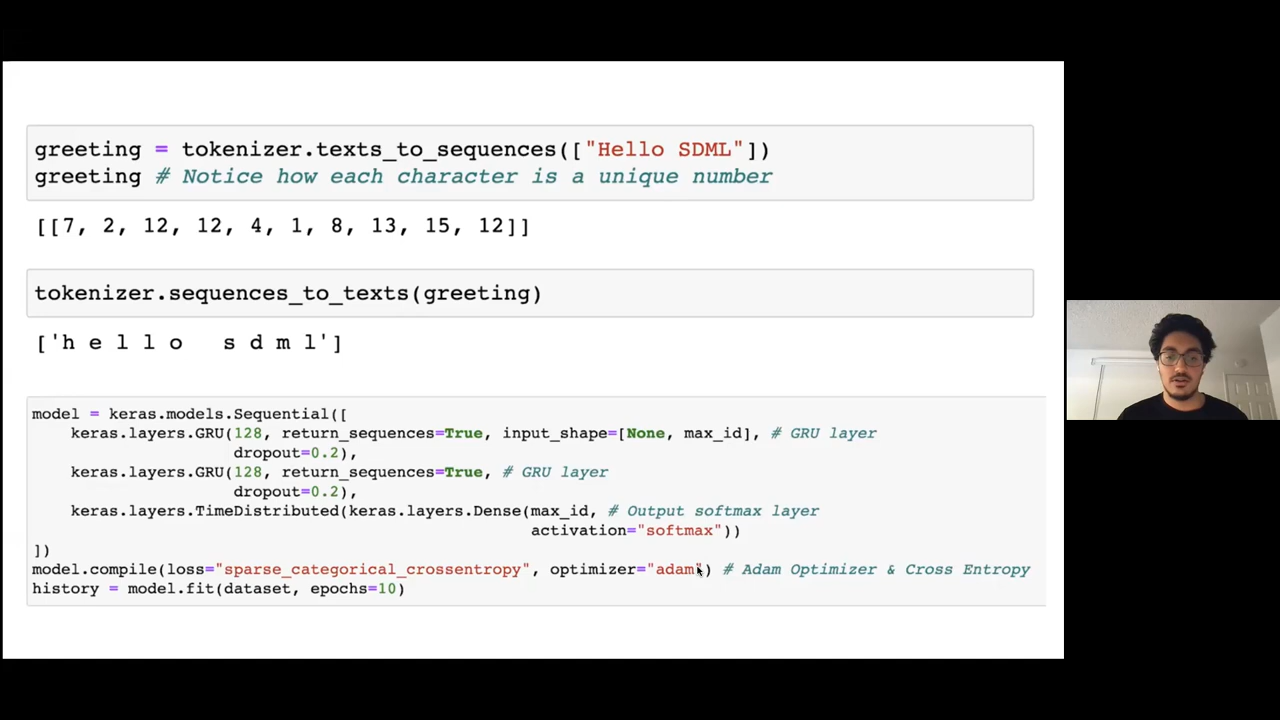 greeting = tokenizer.texts_to_sequences(["Hello SDML"])
greeting # Notice how each character is a unique number
[[7, 2, 12, 12, 4, 1, 8, 13, 15, 12]]
tokenizer.sequences_to_texts(greeting)
['h e l l o   s d m l']
model = keras.models.Sequential([
    keras.layers.GRU(128, return_sequences=True, input_shape=[None, max_id], # GRU layer
                     dropout=0.2),
    keras.layers.GRU(128, return_sequences=True, # GRU layer
                     dropout=0.2),
    keras.layers.TimeDistributed(keras.layers.Dense(max_id, # Output softmax layer
                                                    activation="softmax"))
])
model.compile(loss="sparse_categorical_crossentropy", optimizer="adam") # Adam Optimizer & Cross Entropy
history = model.fit(dataset, epochs=10)